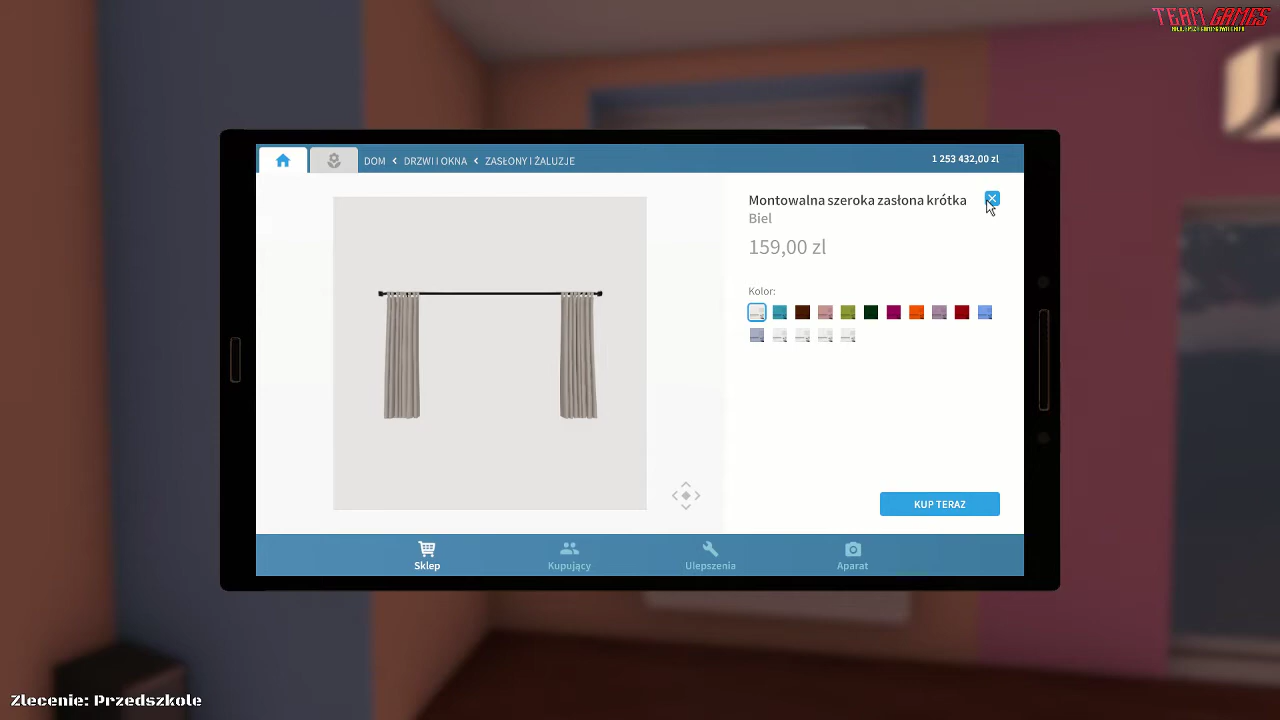 TEAM GAMES
DOM < DRZWI I OKNA < ZASŁONY I ŻALUZJE
1 253 432,00 zl
Montowalna szeroka zasłona krótka
Biel
159,00 zl
Kolor:
KUP TERAZ
Sklep
Kupujący
Ulepszenia
Aparat
Zlecenie: Przedszkole